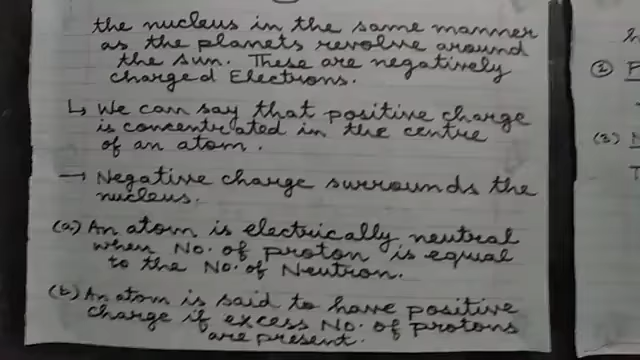 the nucleus in the same manner
as the planets revolve around
the sun. These are negatively
charged Electrons.
↳ We can say that positive charge
is concentrated in the centre
of an atom.
→ Negative charge surrounds the
nucleus.
(a) An atom is electrically neutral
when No. of proton is equal
to the No. of Neutron.
(b) An atom is said to have positive
charge if excess No. of protons
are present.
(2)
(3)